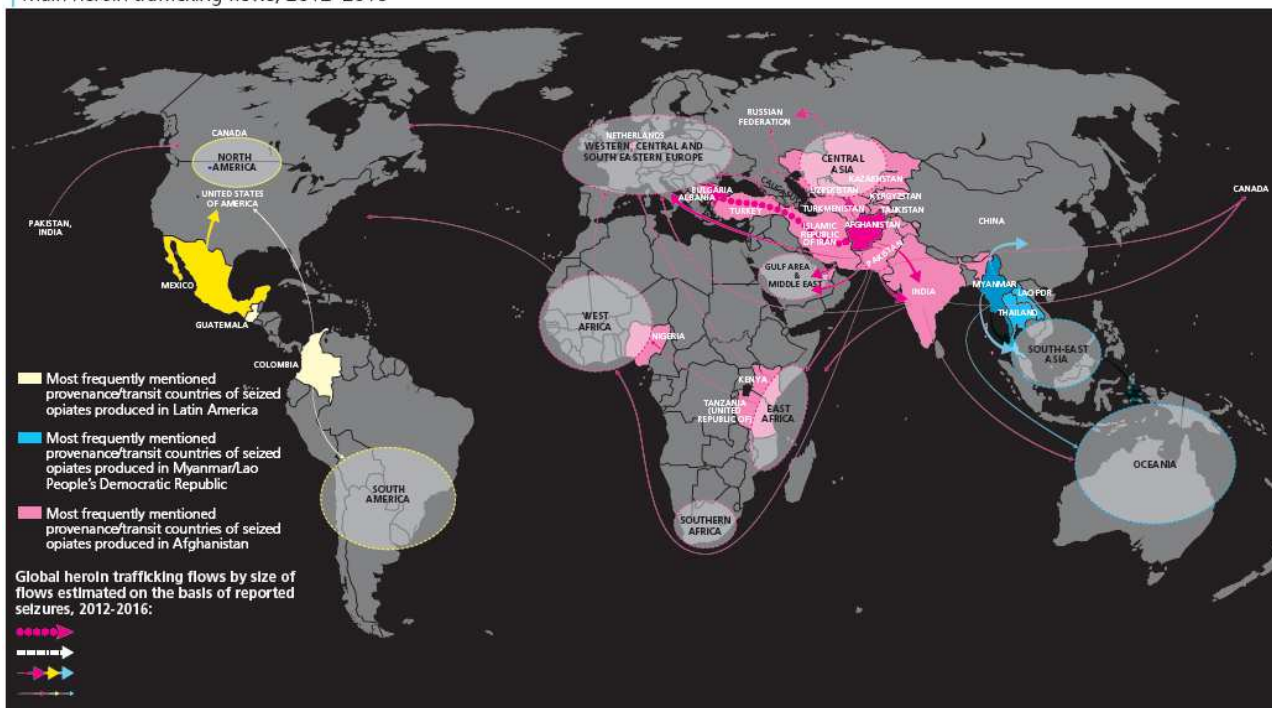 Main heroin trafficking flows, 2012–2016
CANADA
NORTH
AMERICA
UNITED STATES
OF AMERICA
PAKISTAN,
INDIA
MEXICO
GUATEMALA
COLOMBIA
SOUTH
AMERICA
NETHERLANDS
WESTERN, CENTRAL AND
SOUTH EASTERN EUROPE
RUSSIAN
FEDERATION
CENTRAL
ASIA
KAZAKHSTAN
UZBEKISTAN
KYRGYZSTAN
TURKMENISTAN
TAJIKISTAN
BULGARIA
ALBANIA
TURKEY
ISLAMIC
REPUBLIC
OF IRAN
AFGHANISTAN
PAKISTAN
CHINA
CANADA
GULF AREA
&
MIDDLE EAST
INDIA
MYANMAR
LAO PDR
THAILAND
SOUTH-EAST
ASIA
WEST
AFRICA
NIGERIA
KENYA
TANZANIA
(UNITED
REPUBLIC OF)
EAST
AFRICA
SOUTHERN
AFRICA
OCEANIA
Most frequently mentioned
provenance/transit countries of seized
opiates produced in Latin America
Most frequently mentioned
provenance/transit countries of seized
opiates produced in Myanmar/Lao
People's Democratic Republic
Most frequently mentioned
provenance/transit countries of seized
opiates produced in Afghanistan
Global heroin trafficking flows by size of
flows estimated on the basis of reported
seizures, 2012-2016: